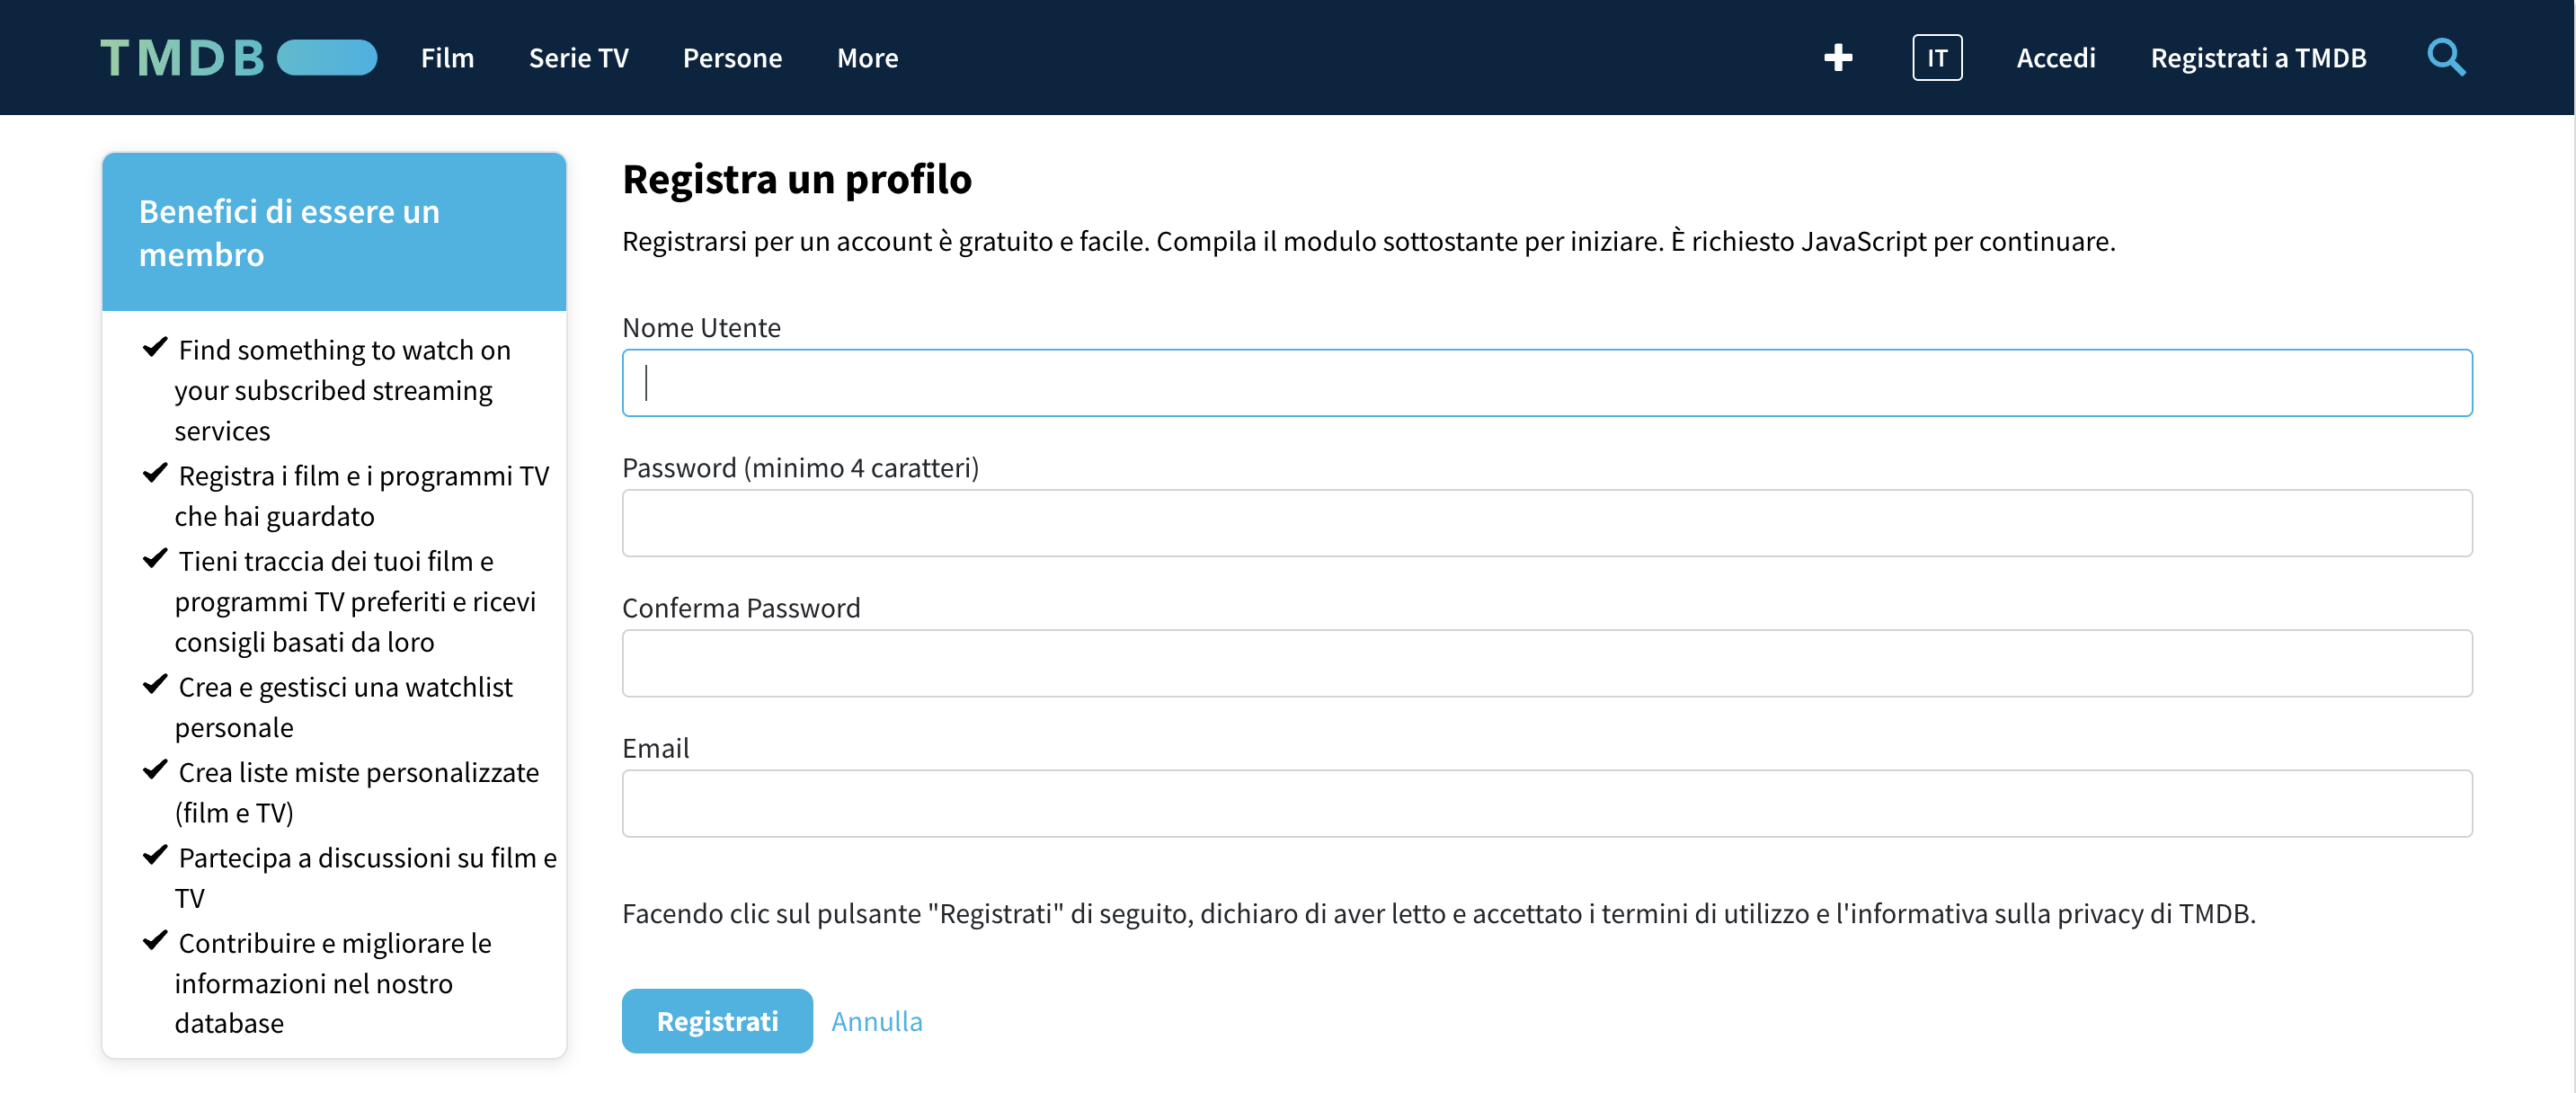 TMDB
Film
Serie TV
Persone
More
IT
Accedi
Registrati a TMDB
Benefici di essere un
membro
Find something to watch on
your subscribed streaming
services
Registra i film e i programmi TV
che hai guardato
Tieni traccia dei tuoi film e
programmi TV preferiti e ricevi
consigli basati da loro
Crea e gestisci una watchlist
personale
Crea liste miste personalizzate
(film e TV)
Partecipa a discussioni su film e
TV
Contribuire e migliorare le
informazioni nel nostro
database
Registra un profilo
Registrarsi per un account è gratuito e facile. Compila il modulo sottostante per iniziare. È richiesto JavaScript per continuare.
Nome Utente
Password (minimo 4 caratteri)
Conferma Password
Email
Facendo clic sul pulsante "Registrati" di seguito, dichiaro di aver letto e accettato i termini di utilizzo e l'informativa sulla privacy di TMDB.
Registrati
Annulla